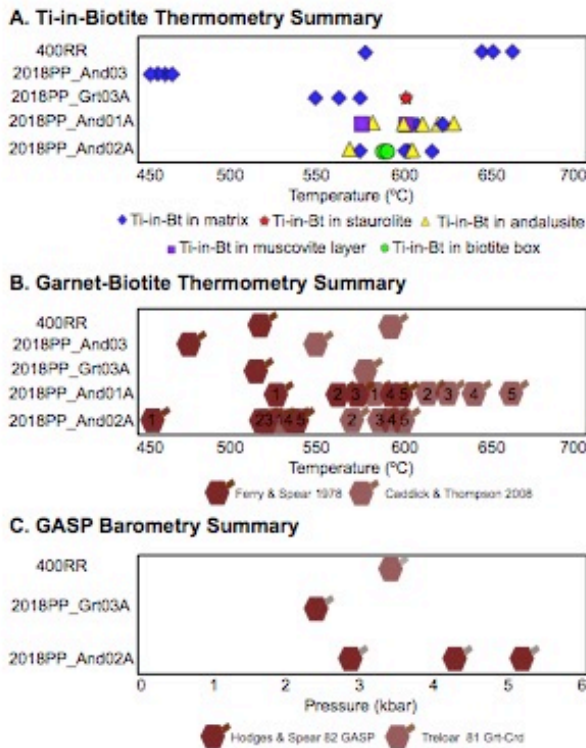 A. Ti-in-Biotite Thermometry Summary
400RR
2018PP_And03
2018PP_Grt03A
2018PP_And01A
2018PP_And02A
450 500 550 600 650 700
Temperature (ºC)
Ti-in-Bt in matrix Ti-in-Bt in staurolite Ti-in-Bt in andalusite
Ti-in-Bt in muscovite layer Ti-in-Bt in biotite box
B. Garnet-Biotite Thermometry Summary
400RR
2018PP_And03
2018PP_Grt03A
2018PP_And01A 1 2 3 1 4 5 2 3 4 5
2018PP_And02A 1 2 3 1 4 5 2 3 4 5
450 500 550 600 650 700
Temperature (ºC)
Ferry & Spear 1978 Caddick & Thompson 2008
C. GASP Barometry Summary
400RR
2018PP_Grt03A
2018PP_And02A
0 1 2 3 4 5 6
Pressure (kbar)
Hodges & Spear 82 GASP Treloar 81 Grt-Crd